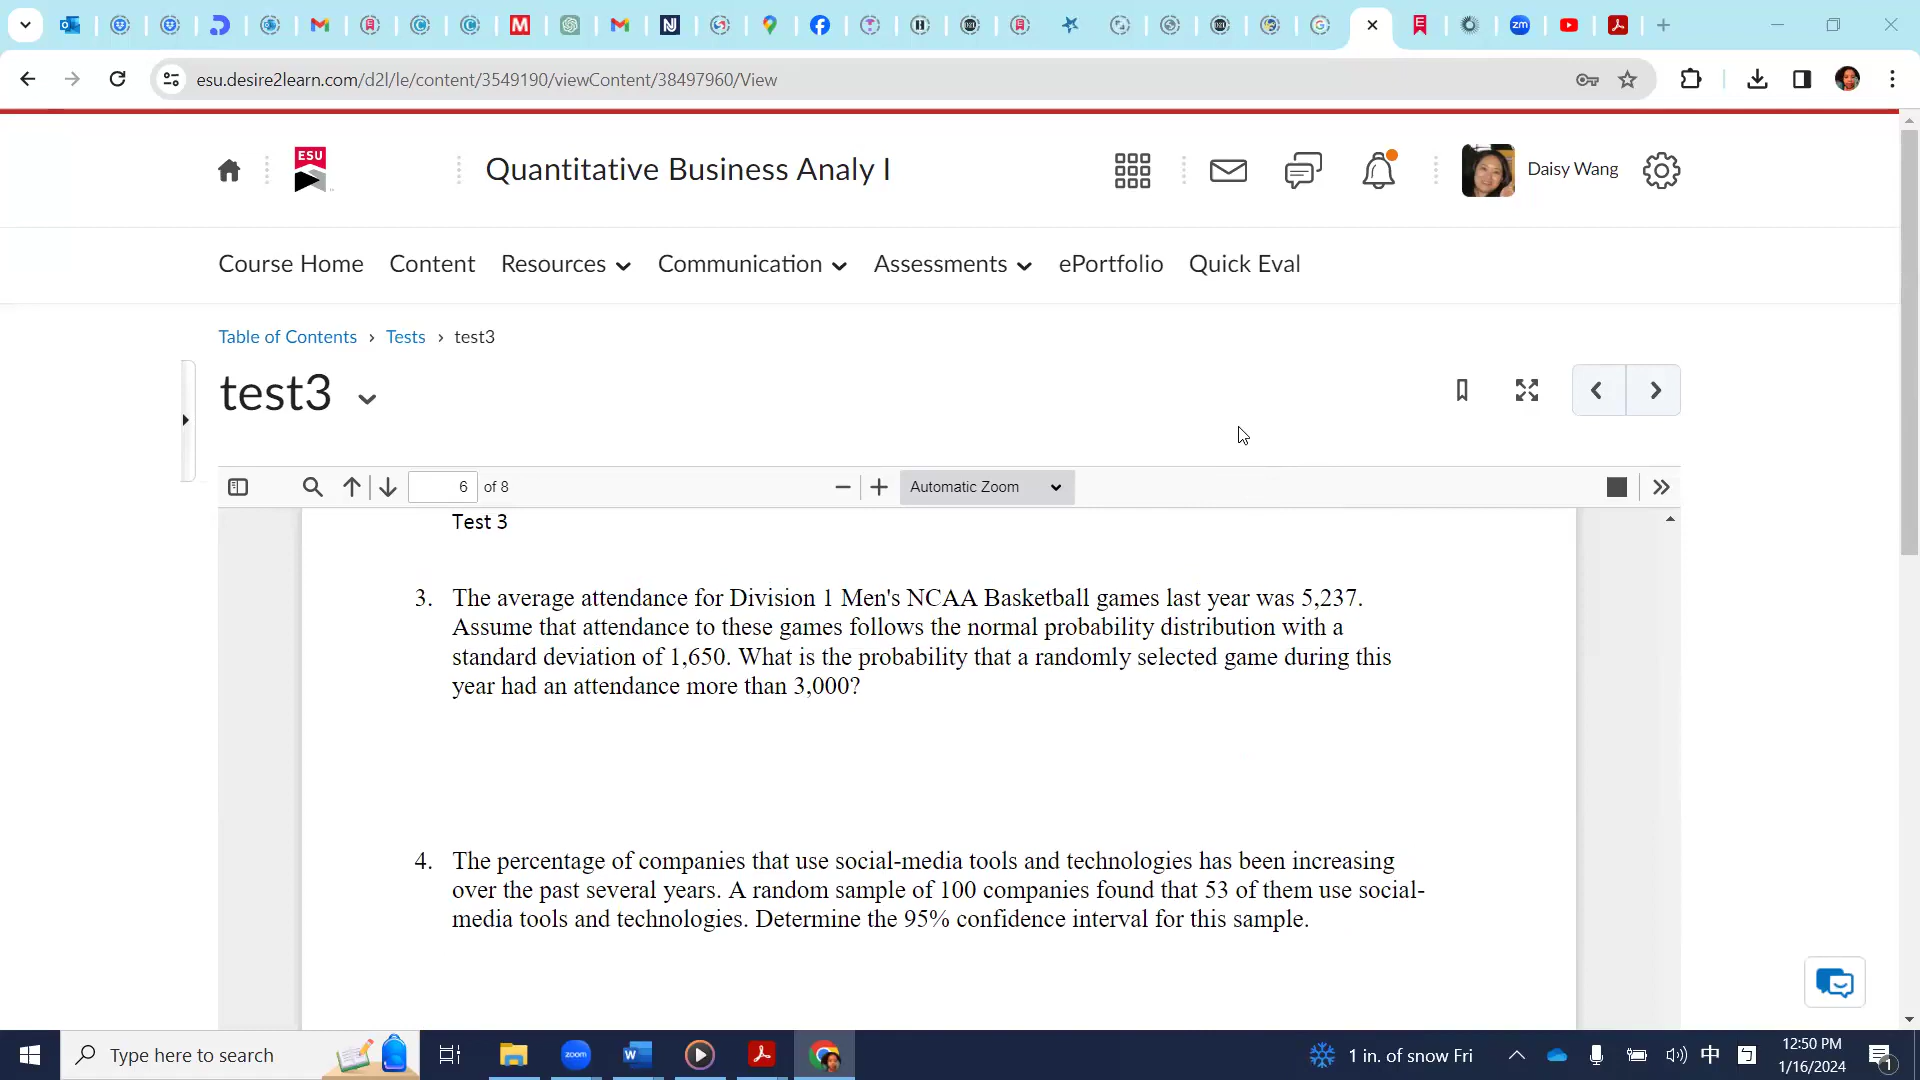 esu.desire2learn.com/d2l/le/content/3549190/viewContent/38497960/View
ESU
Quantitative Business Analy I
Daisy Wang
Course Home Content Resources Communication Assessments ePortfolio Quick Eval
Table of Contents › Tests › test3
test3
6 of 8
Automatic Zoom
Test 3
3. The average attendance for Division 1 Men's NCAA Basketball games last year was 5,237.
Assume that attendance to these games follows the normal probability distribution with a
standard deviation of 1,650. What is the probability that a randomly selected game during this
year had an attendance more than 3,000?
4. The percentage of companies that use social-media tools and technologies has been increasing
over the past several years. A random sample of 100 companies found that 53 of them use social-
media tools and technologies. Determine the 95% confidence interval for this sample.
Type here to search
zoom
1 in. of snow Fri
中
12:50 PM
1/16/2024
1